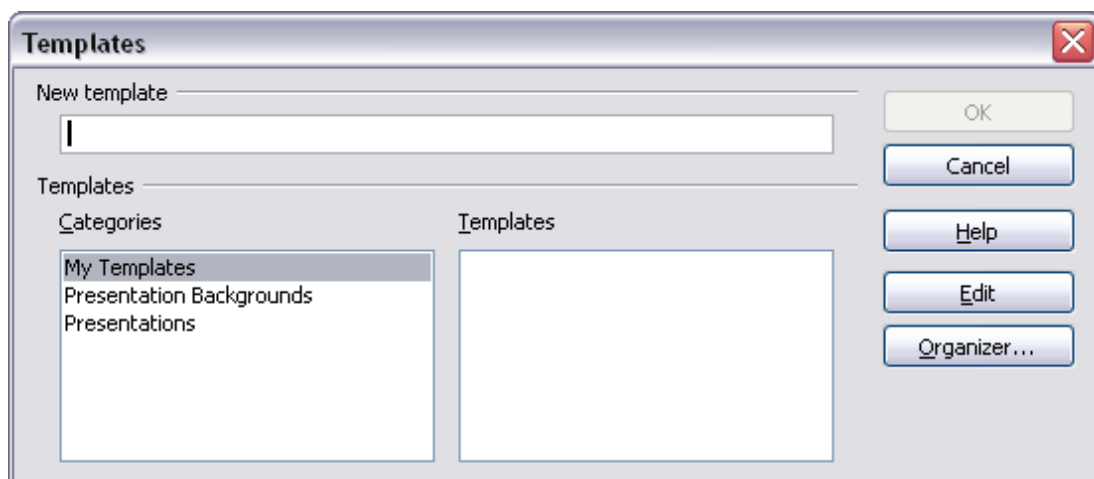 Templates
New template
OK
Cancel
Templates
Categories
Templates
Help
My Templates
Presentation Backgrounds
Presentations
Edit
Organizer...